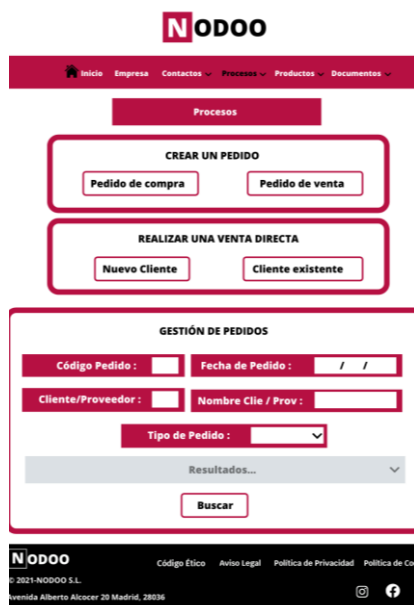 NODOO
Inicio Empresa Contactos Procesos Productos Documentos
Procesos
CREAR UN PEDIDO
Pedido de compra Pedido de venta
REALIZAR UNA VENTA DIRECTA
Nuevo Cliente Cliente existente
GESTIÓN DE PEDIDOS
Código Pedido : Fecha de Pedido : / /
Cliente/Proveedor : Nombre Clie / Prov :
Tipo de Pedido :
Resultados...
Buscar
NODOO
Código Ético Aviso Legal Política de Privacidad Política de Co
© 2021-NODOO S.L.
Avenida Alberto Alcocer 20 Madrid, 28036